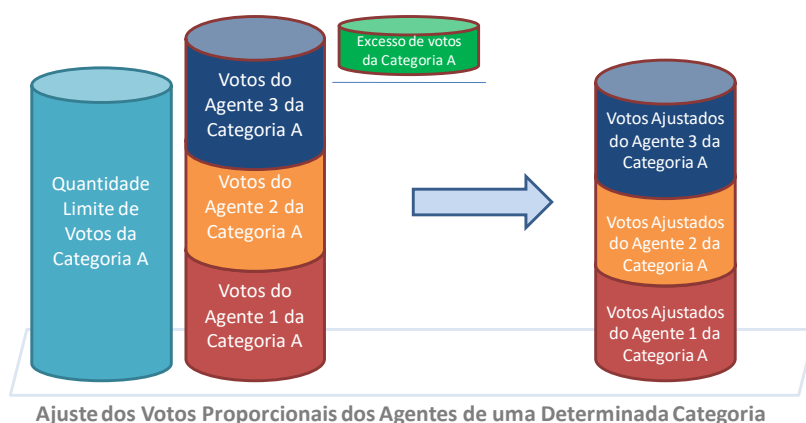 Excesso de votos
da Categoria A
Votos do
Agente 3 da
Categoria A
Votos Ajustados
do Agente 3 da
Categoria A
Quantidade
Limite de
Votos da
Categoria A
Votos do
Agente 2 da
Categoria A
Votos Ajustados
do Agente 2 da
Categoria A
Votos do
Agente 1 da
Categoria A
Votos Ajustados
do Agente 1 da
Categoria A
Ajuste dos Votos Proporcionais dos Agentes de uma Determinada Categoria